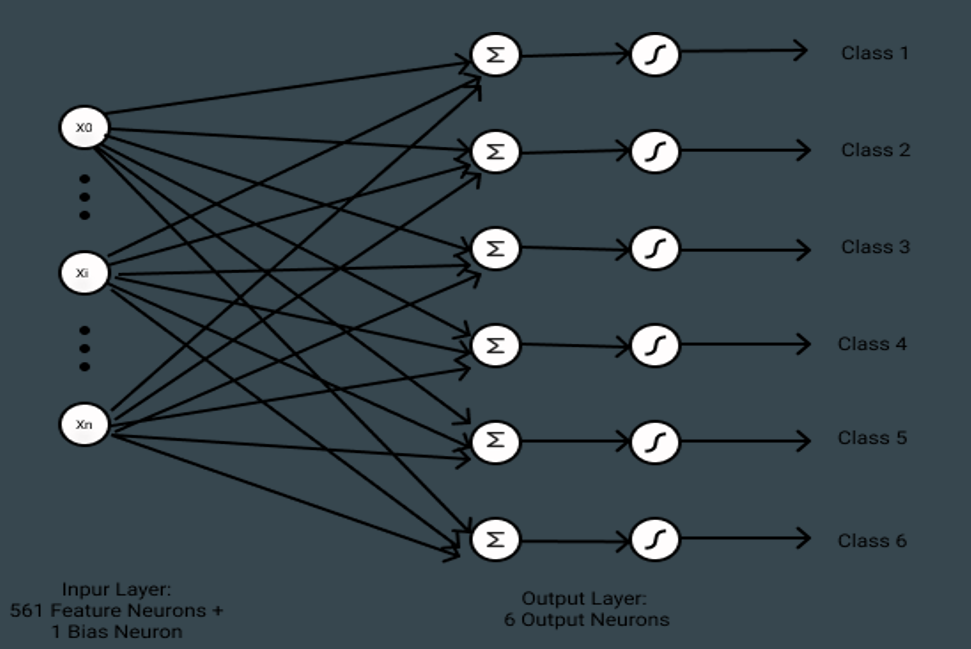 Σ
Class 1
X0
Σ
Class 2
Σ
Class 3
Xi
Σ
Class 4
Xn
Σ
Class 5
Σ
Class 6
Inpur Layer:
561 Feature Neurons +
1 Bias Neuron
Output Layer:
6 Output Neurons